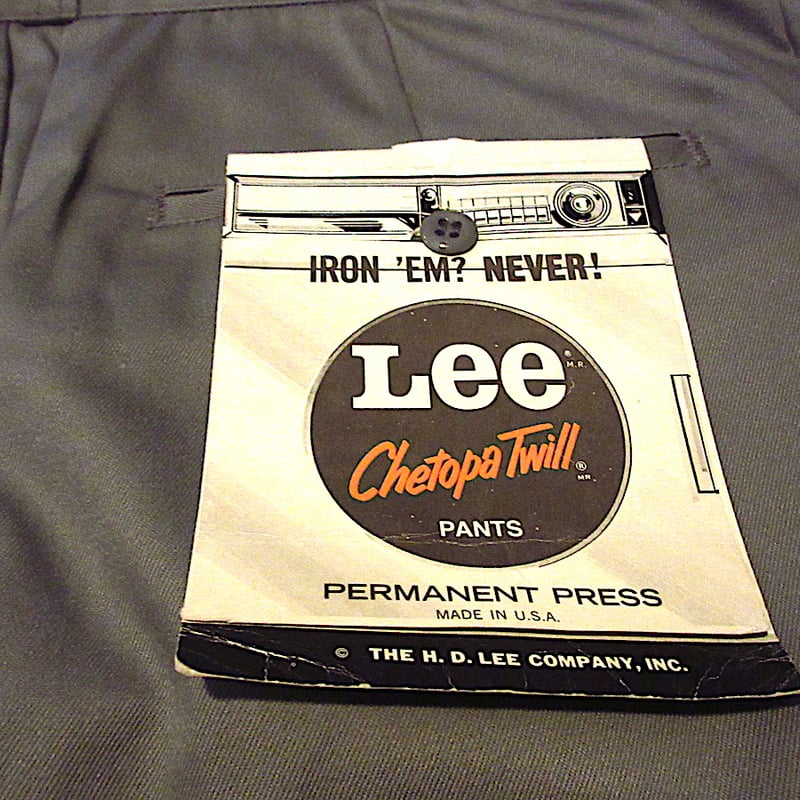 IRON 'EM? NEVER!
Lee ® M.R.
Chetopa Twill ® MR
PANTS
PERMANENT PRESS
MADE IN U.S.A.
© THE H. D. LEE COMPANY, INC.